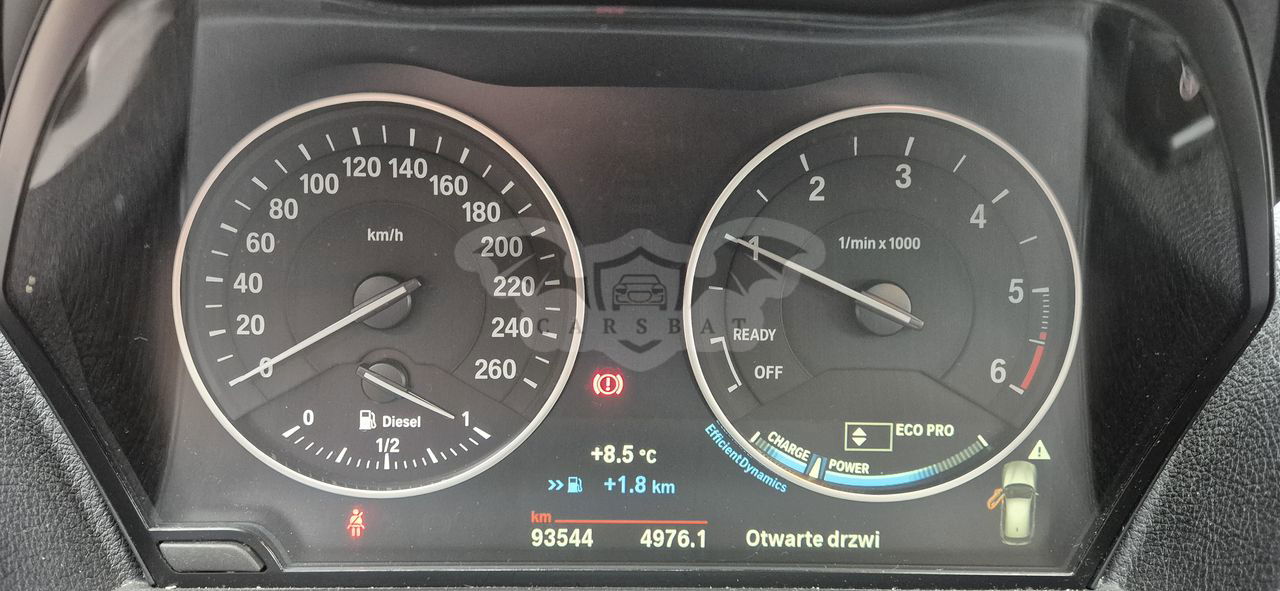 km/h
0
20
40
60
80
100
120
140
160
180
200
220
240
260
0
1/2
1
Diesel
CARSBAT
1/min x 1000
1
2
3
4
5
6
READY
OFF
ECO PRO
CHARGE
POWER
EfficientDynamics
+8.5 °C
>> +1.8 km
km
93544 4976.1
Otwarte drzwi